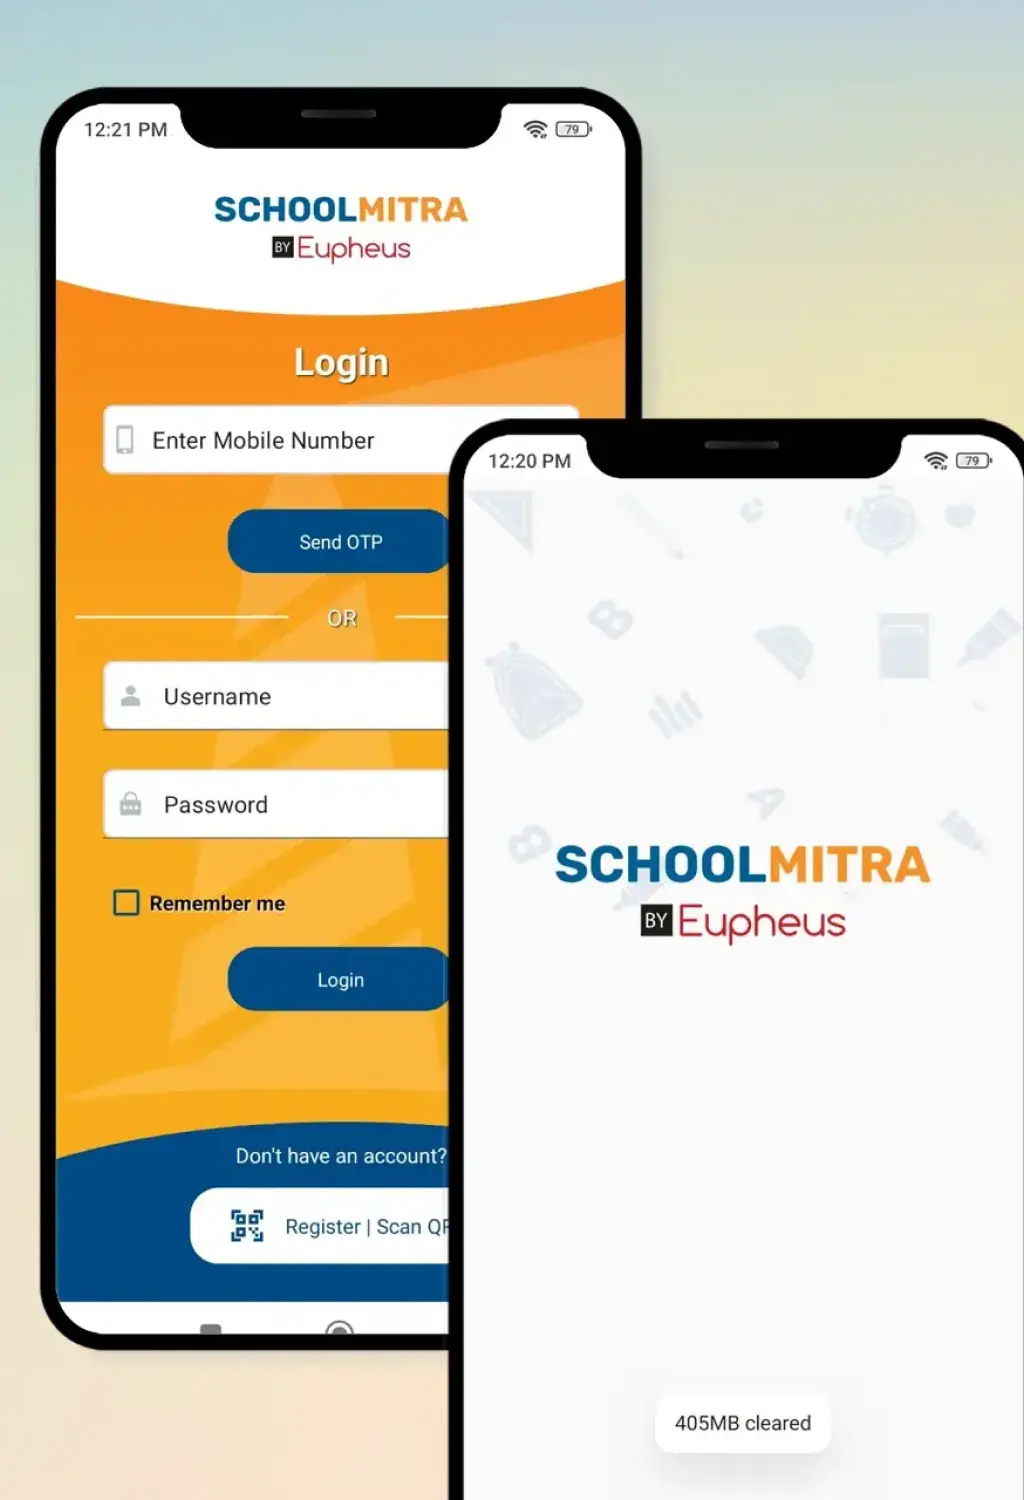 12:21 PM
79
SCHOOLMITRA
BY Eupheus
Login
Enter Mobile Number
Send OTP
OR
Username
Password
Remember me
Login
Don't have an account?
Register | Scan QR
12:20 PM
79
B
A
B
SCHOOLMITRA
BY Eupheus
405MB cleared